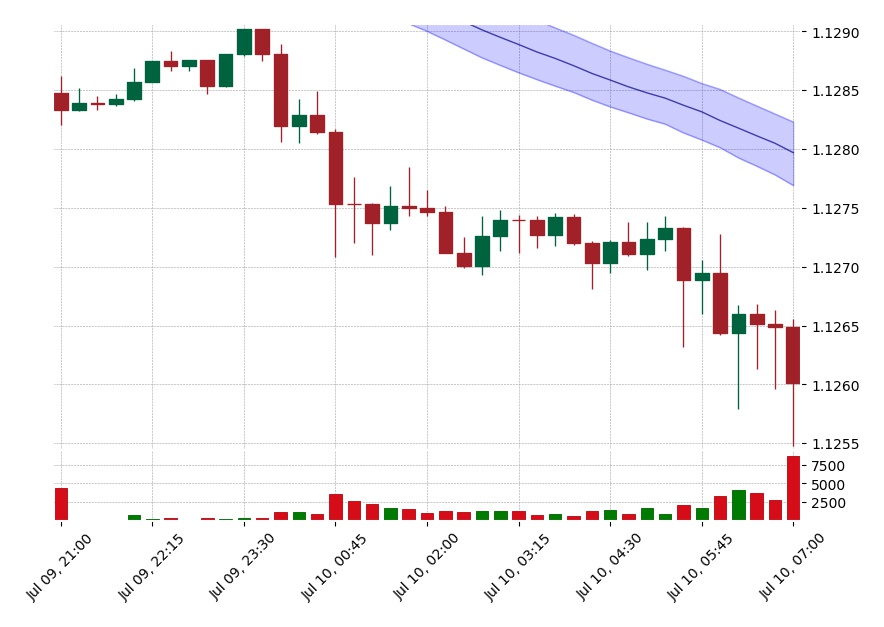 1.1290
1.1285
1.1280
1.1275
1.1270
1.1265
1.1260
1.1255
7500
5000
2500
Jul 09, 21:00
Jul 09, 22:15
Jul 09, 23:30
Jul 10, 00:45
Jul 10, 02:00
Jul 10, 03:15
Jul 10, 04:30
Jul 10, 05:45
Jul 10, 07:00